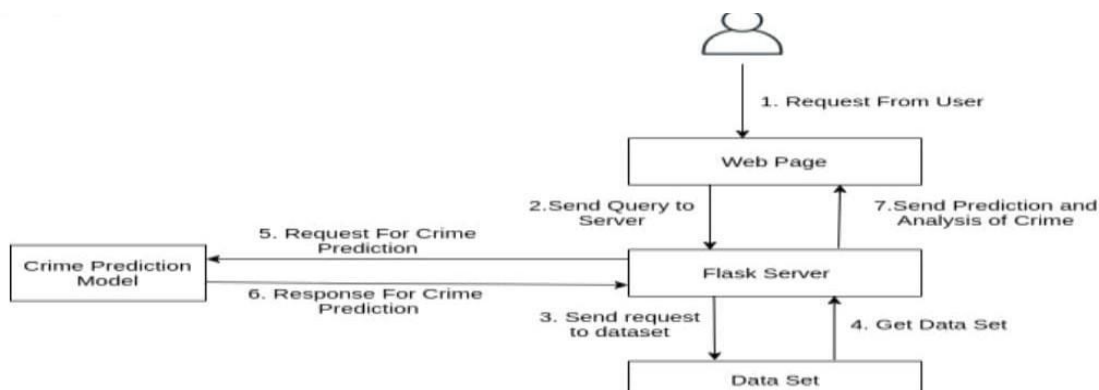 1. Request From User
Web Page
2.Send Query to
Server
7.Send Prediction and
Analysis of Crime
5. Request For Crime
Prediction
Crime Prediction
Model
Flask Server
6. Response For Crime
Prediction
3. Send request
to dataset
4. Get Data Set
Data Set